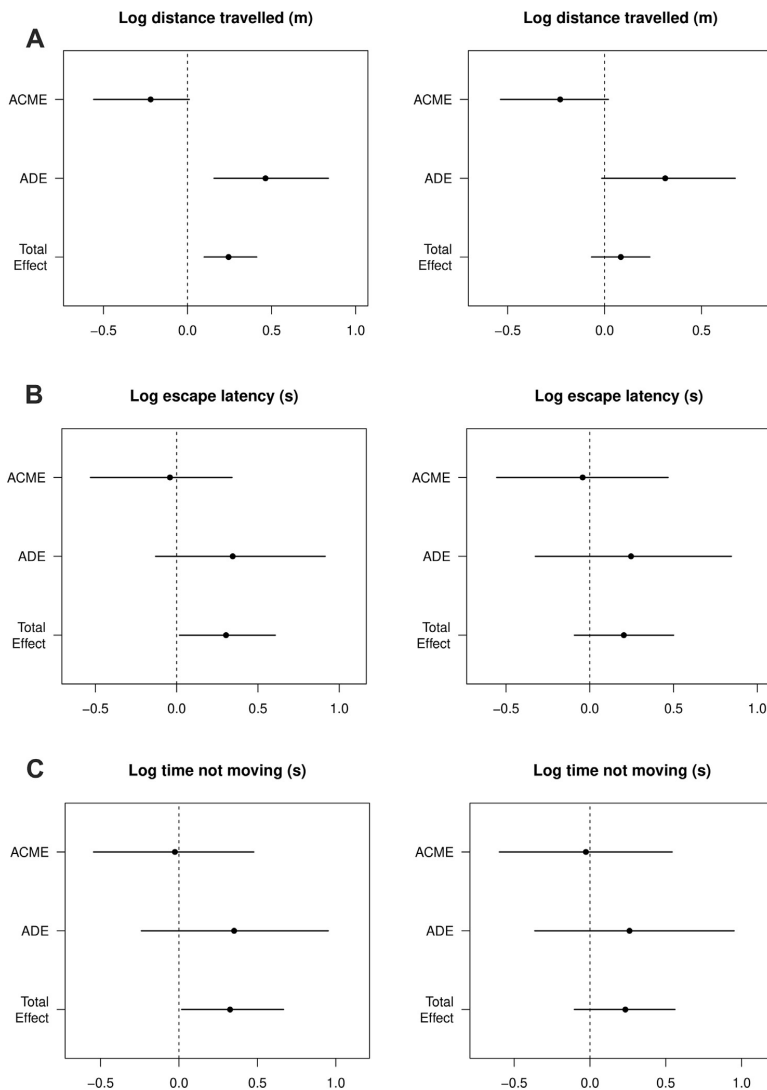 A
Log distance travelled (m)
ACME
ADE
Total
Effect
−0.5 0.0 0.5 1.0
Log distance travelled (m)
ACME
ADE
Total
Effect
−0.5 0.0 0.5
B
Log escape latency (s)
ACME
ADE
Total
Effect
−0.5 0.0 0.5 1.0
Log escape latency (s)
ACME
ADE
Total
Effect
−0.5 0.0 0.5 1.0
C
Log time not moving (s)
ACME
ADE
Total
Effect
−0.5 0.0 0.5 1.0
Log time not moving (s)
ACME
ADE
Total
Effect
−0.5 0.0 0.5 1.0